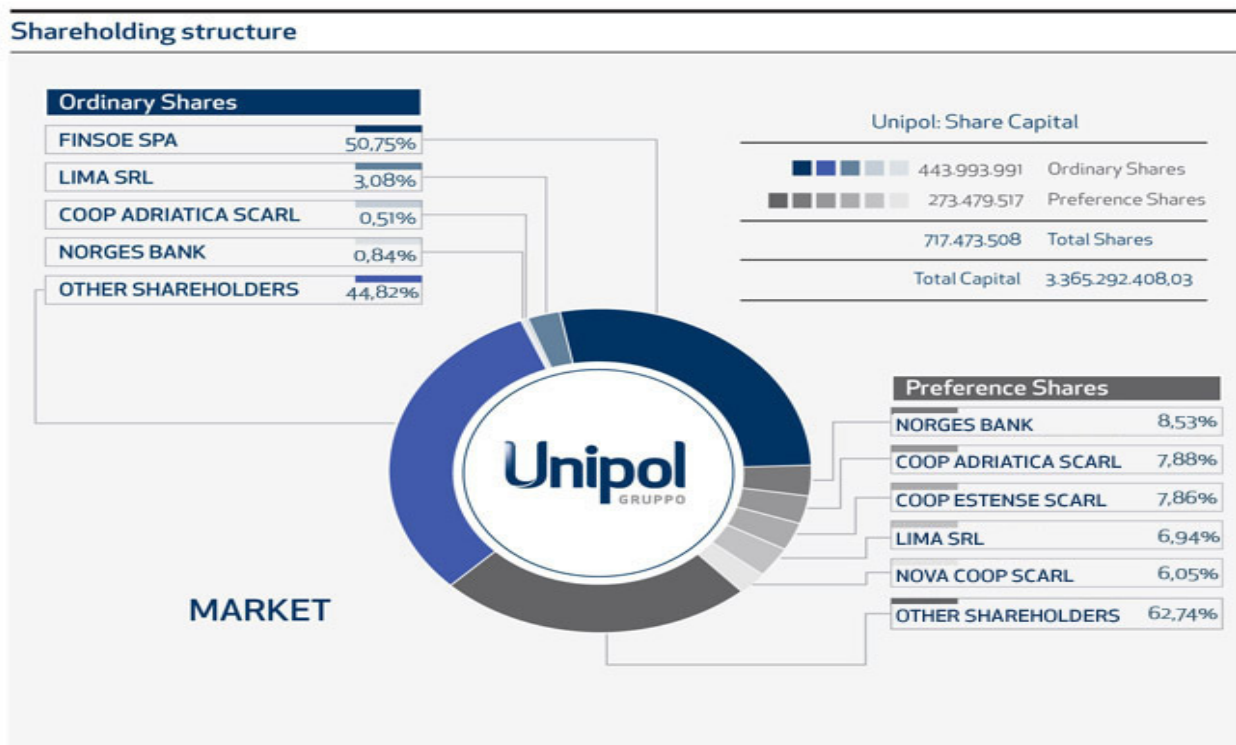 Shareholding structure
Ordinary Shares
FINSOE SPA 50,75%
LIMA SRL 3,08%
COOP ADRIATICA SCARL 0,51%
NORGES BANK 0,84%
OTHER SHAREHOLDERS 44,82%
Unipol: Share Capital
443.993.991 Ordinary Shares
273.479.517 Preference Shares
717.473.508 Total Shares
Total Capital 3.365.292.408,03
Unipol
GRUPPO
MARKET
Preference Shares
NORGES BANK 8,53%
COOP ADRIATICA SCARL 7,88%
COOP ESTENSE SCARL 7,86%
LIMA SRL 6,94%
NOVA COOP SCARL 6,05%
OTHER SHAREHOLDERS 62,74%